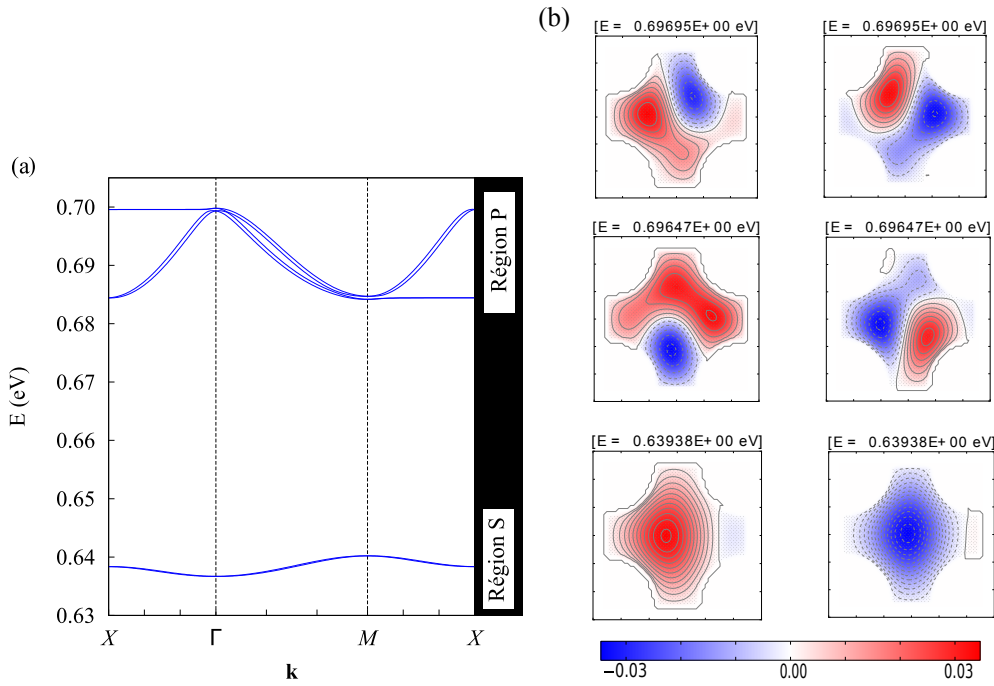 (a)
E (eV)
0.70
0.69
0.68
0.67
0.66
0.65
0.64
0.63
X
Γ
M
X
k
Région P
Région S
(b)
[E = 0.69695E+00 eV]
[E = 0.69695E+00 eV]
[E = 0.69647E+00 eV]
[E = 0.69647E+00 eV]
[E = 0.63938E+00 eV]
[E = 0.63938E+00 eV]
−0.03
0.00
0.03